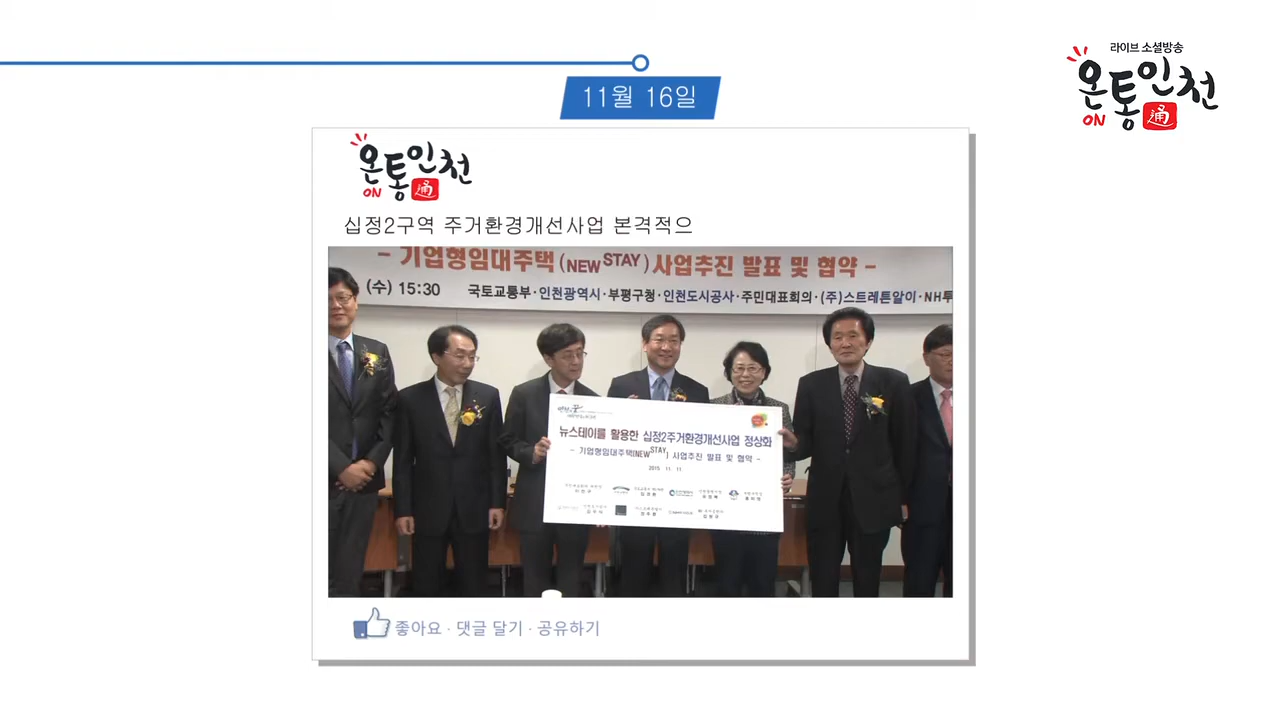 라이브 소셜방송
온통인천
ON 通
11월 16일
온통인천
ON 通
십정2구역 주거환경개선사업 본격적으
- 기업형임대주택(NEW STAY)사업추진 발표 및 협약 -
(수) 15:30 국토교통부·인천광역시·부평구청·인천도시공사·주민대표회의·(주)스트레튼알이·NH투
뉴스테이를 활용한 십정2주거환경개선사업 정상화
- 기업형임대주택(NEW STAY) 사업추진 발표 및 협약 -
2015. 11. 11.
좋아요 · 댓글 달기 · 공유하기